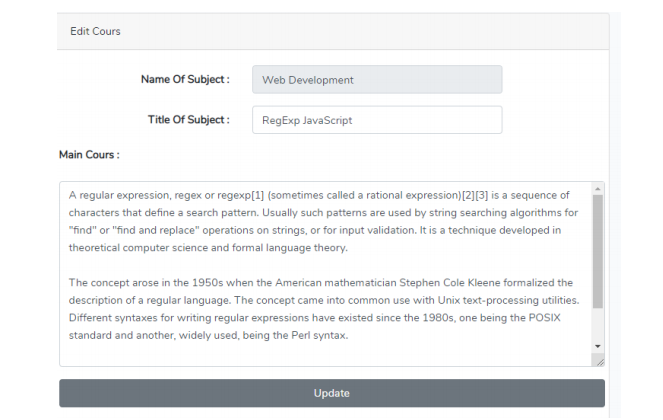 Edit Cours
Name Of Subject :
Web Development
Title Of Subject :
RegExp JavaScript
Main Cours :
A regular expression, regex or regexp[1] (sometimes called a rational expression)[2][3] is a sequence of
characters that define a search pattern. Usually such patterns are used by string searching algorithms for
"find" or "find and replace" operations on strings, or for input validation. It is a technique developed in
theoretical computer science and formal language theory.
The concept arose in the 1950s when the American mathematician Stephen Cole Kleene formalized the
description of a regular language. The concept came into common use with Unix text-processing utilities.
Different syntaxes for writing regular expressions have existed since the 1980s, one being the POSIX
standard and another, widely used, being the Perl syntax.
Update